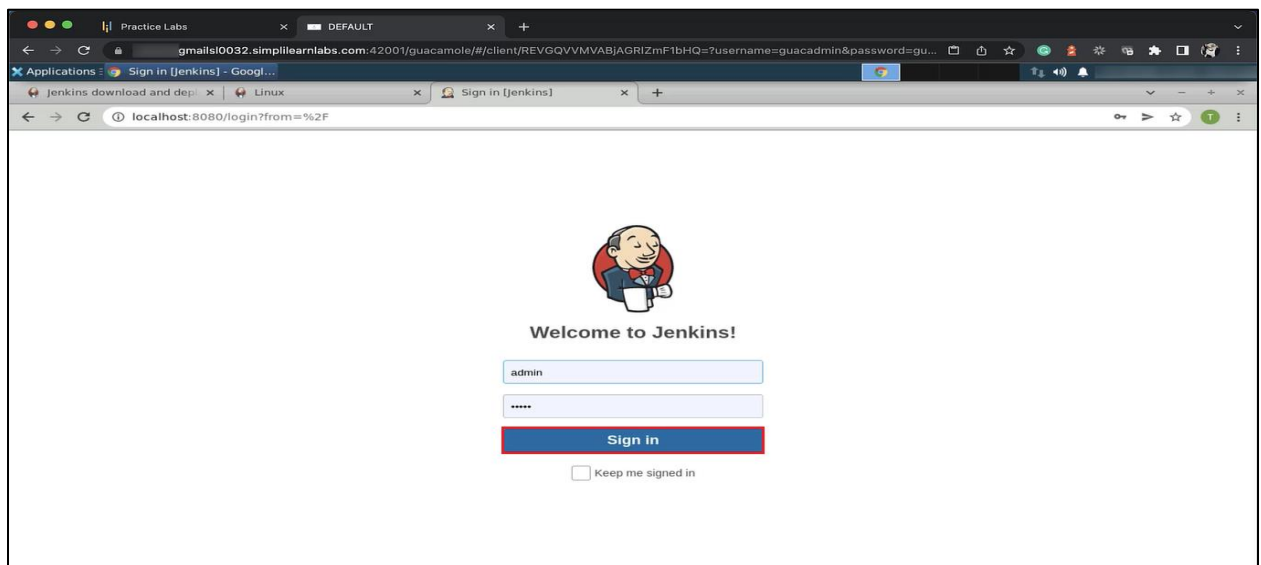 Practice Labs DEFAULT
gmailsl0032.simplilearnlabs.com:42001/guacamole/#/client/REVGQVVMVABjAGRlZmF1bHQ=?username=guacadmin&password=gu...
Applications Sign in [Jenkins] - Googl...
Jenkins download and depl Linux Sign in [Jenkins]
localhost:8080/login?from=%2F
T
Welcome to Jenkins!
admin
•••••
Sign in
Keep me signed in